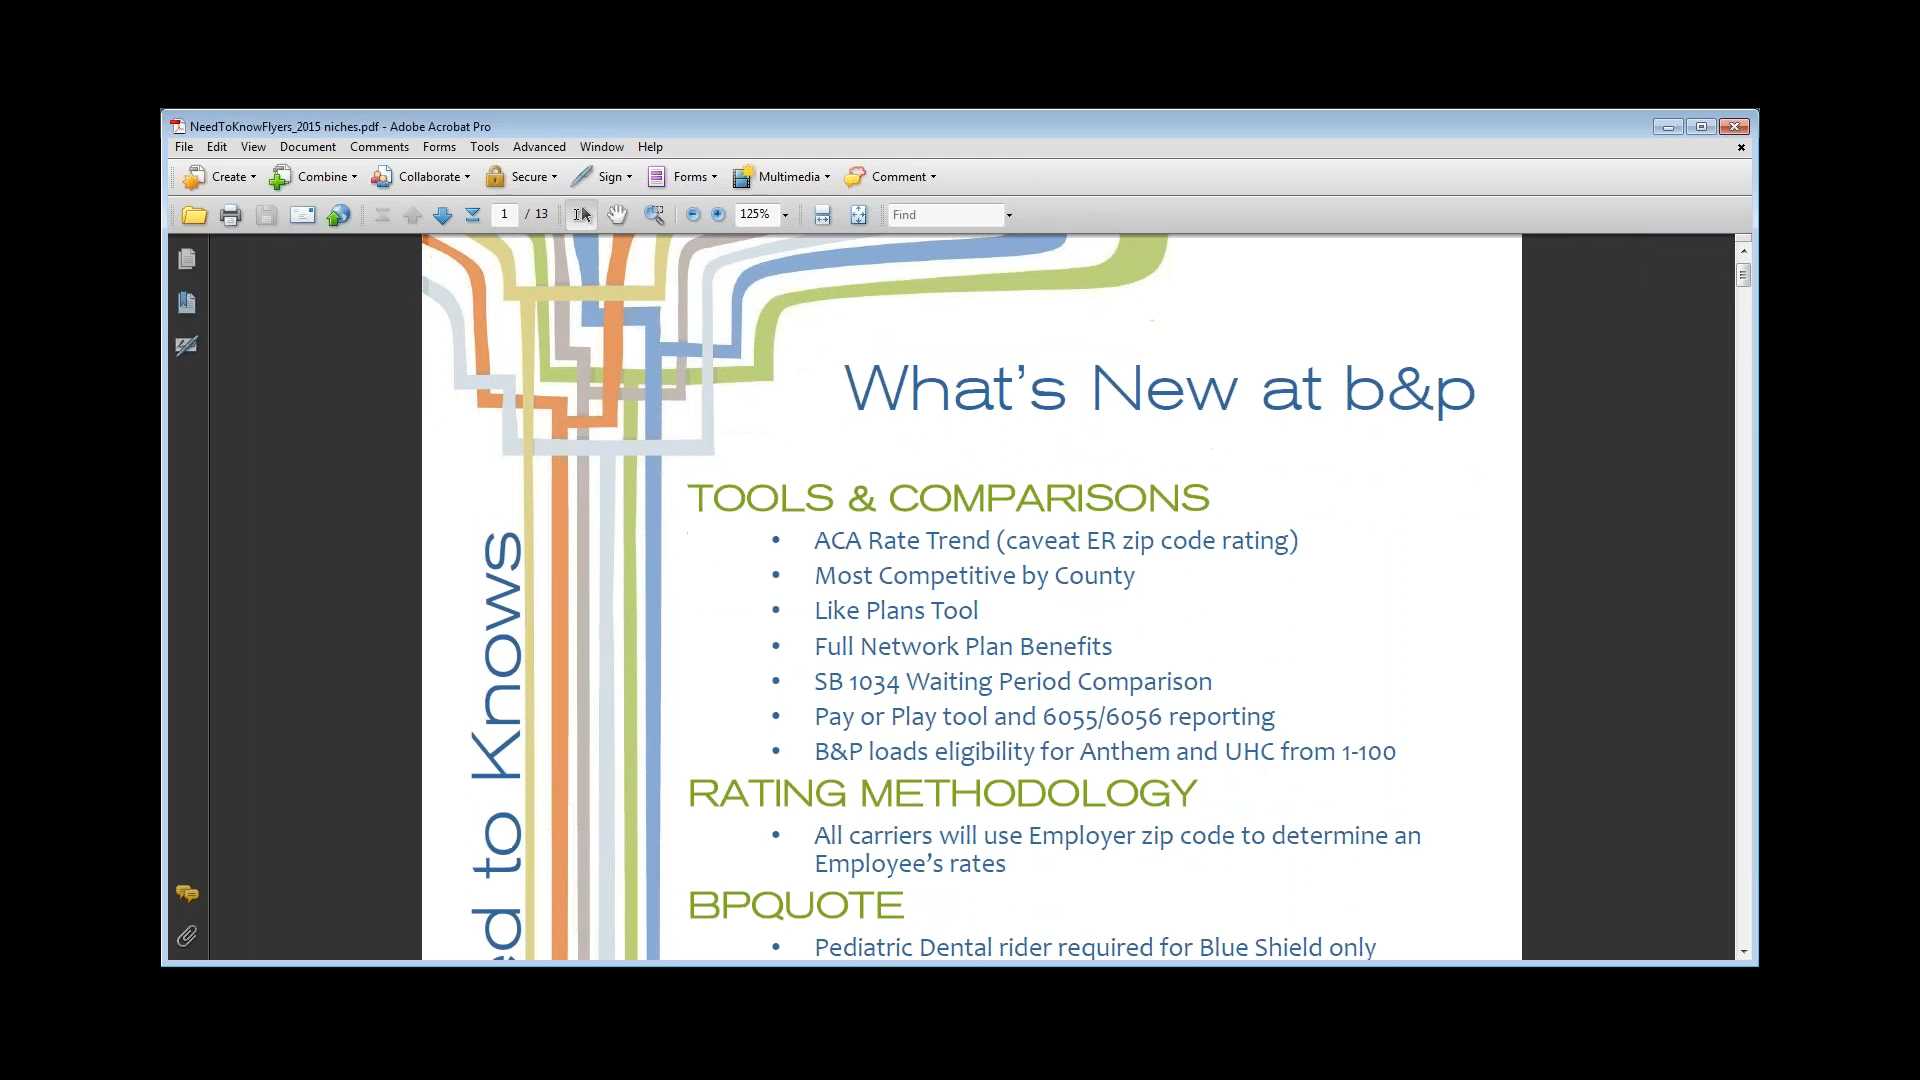 NeedToKnowFlyers_2015 niches.pdf - Adobe Acrobat Pro
File Edit View Document Comments Forms Tools Advanced Window Help
Create Combine Collaborate Secure Sign Forms Multimedia Comment
1 / 13 125% Find
What's New at b&p
TOOLS & COMPARISONS
• ACA Rate Trend (caveat ER zip code rating)
• Most Competitive by County
• Like Plans Tool
• Full Network Plan Benefits
• SB 1034 Waiting Period Comparison
• Pay or Play tool and 6055/6056 reporting
• B&P loads eligibility for Anthem and UHC from 1-100
RATING METHODOLOGY
• All carriers will use Employer zip code to determine an
Employee's rates
BPQUOTE
• Pediatric Dental rider required for Blue Shield only
ed to Knows